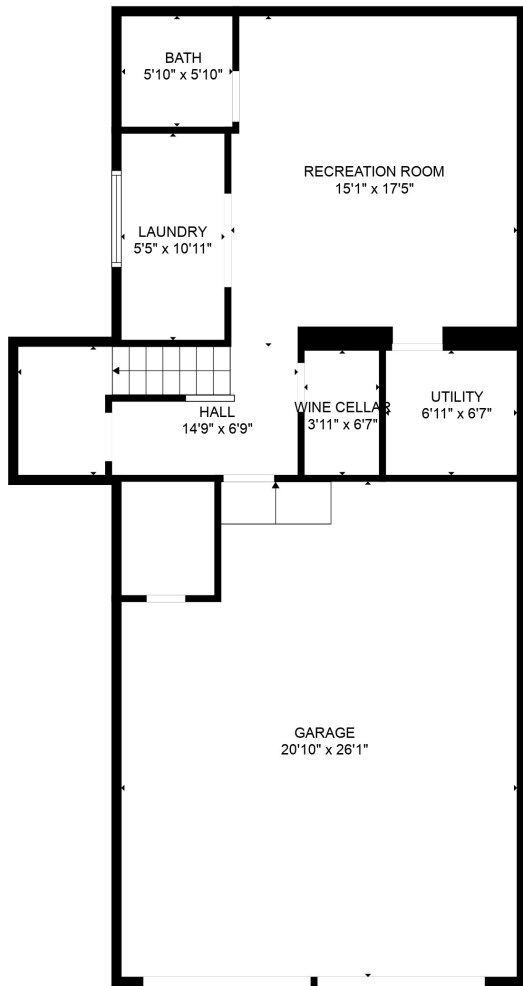 BATH
5'10" x 5'10"
RECREATION ROOM
15'1" x 17'5"
LAUNDRY
5'5" x 10'11"
HALL
14'9" x 6'9"
WINE CELLAR
3'11" x 6'7"
UTILITY
6'11" x 6'7"
GARAGE
20'10" x 26'1"